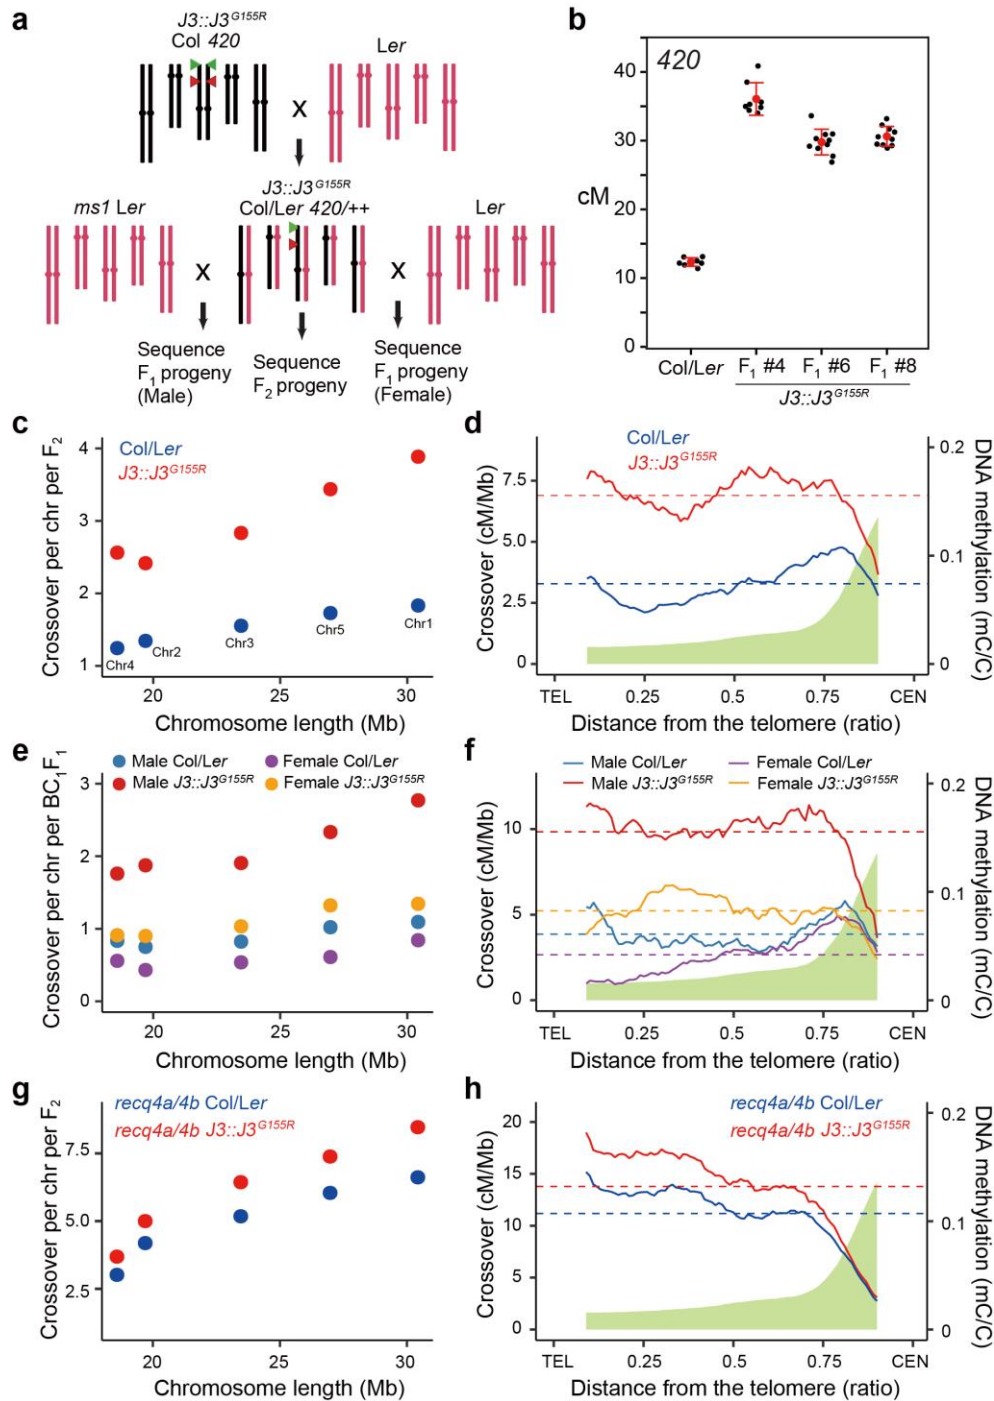 a
J3::J3G155R
Col 420
Ler
X
J3::J3G155R
ms1 Ler
Col/Ler 420/++
Ler
X
X
Sequence
F1 progeny
(Male)
Sequence
F2 progeny
Sequence
F1 progeny
(Female)
b
420
40
30
cM
20
10
0
Col/Ler
F1 #4
F1 #6
F1 #8
J3::J3G155R
c
Crossover per chr per F2
4
3
2
1
Col/Ler
J3::J3G155R
Chr4
Chr2
Chr3
Chr5
Chr1
20
25
30
Chromosome length (Mb)
d
Col/Ler
J3::J3G155R
Crossover (cM/Mb)
7.5
5.0
2.5
0
0.2
0.1
0
DNA methylation (mC/C)
TEL
0.25
0.5
0.75
CEN
Distance from the telomere (ratio)
e
Male Col/Ler
Female Col/Ler
Male J3::J3G155R
Female J3::J3G155R
Crossover per chr per BC1F1
3
2
1
0
20
25
30
Chromosome length (Mb)
f
Male Col/Ler
Female Col/Ler
Male J3::J3G155R
Female J3::J3G155R
Crossover (cM/Mb)
10
5
0
0.2
0.1
0
DNA methylation (mC/C)
TEL
0.25
0.5
0.75
CEN
Distance from the telomere (ratio)
g
recq4a/4b Col/Ler
recq4a/4b J3::J3G155R
Crossover per chr per F2
7.5
5.0
2.5
20
25
30
Chromosome length (Mb)
h
recq4a/4b Col/Ler
recq4a/4b J3::J3G155R
Crossover (cM/Mb)
20
15
10
5
0
0.2
0.1
0
DNA methylation (mC/C)
TEL
0.25
0.5
0.75
CEN
Distance from the telomere (ratio)